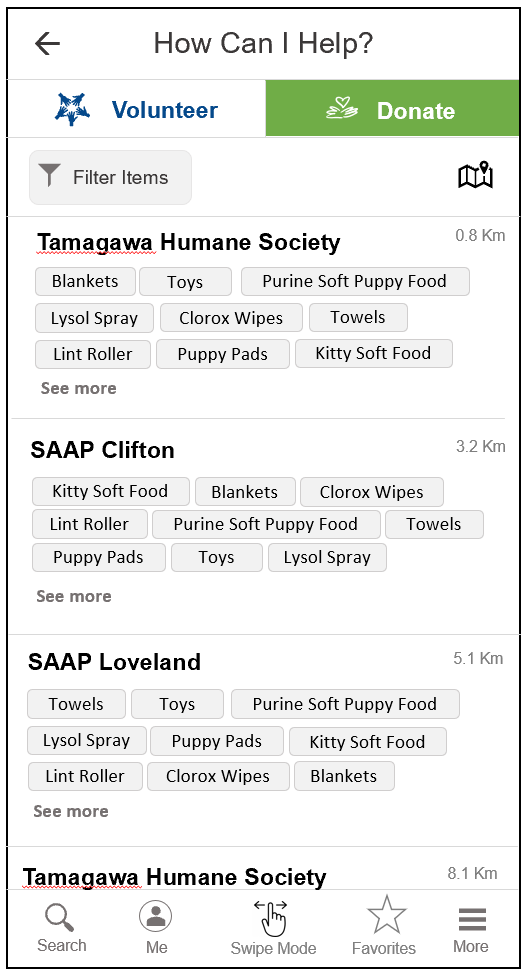 How Can I Help?
Volunteer Donate
Filter Items
Tamagawa Humane Society 0.8 Km
Blankets Toys Purine Soft Puppy Food
Lysol Spray Clorox Wipes Towels
Lint Roller Puppy Pads Kitty Soft Food
See more
SAAP Clifton 3.2 Km
Kitty Soft Food Blankets Clorox Wipes
Lint Roller Purine Soft Puppy Food Towels
Puppy Pads Toys Lysol Spray
See more
SAAP Loveland 5.1 Km
Towels Toys Purine Soft Puppy Food
Lysol Spray Puppy Pads Kitty Soft Food
Lint Roller Clorox Wipes Blankets
See more
Tamagawa Humane Society 8.1 Km
Search Me Swipe Mode Favorites More